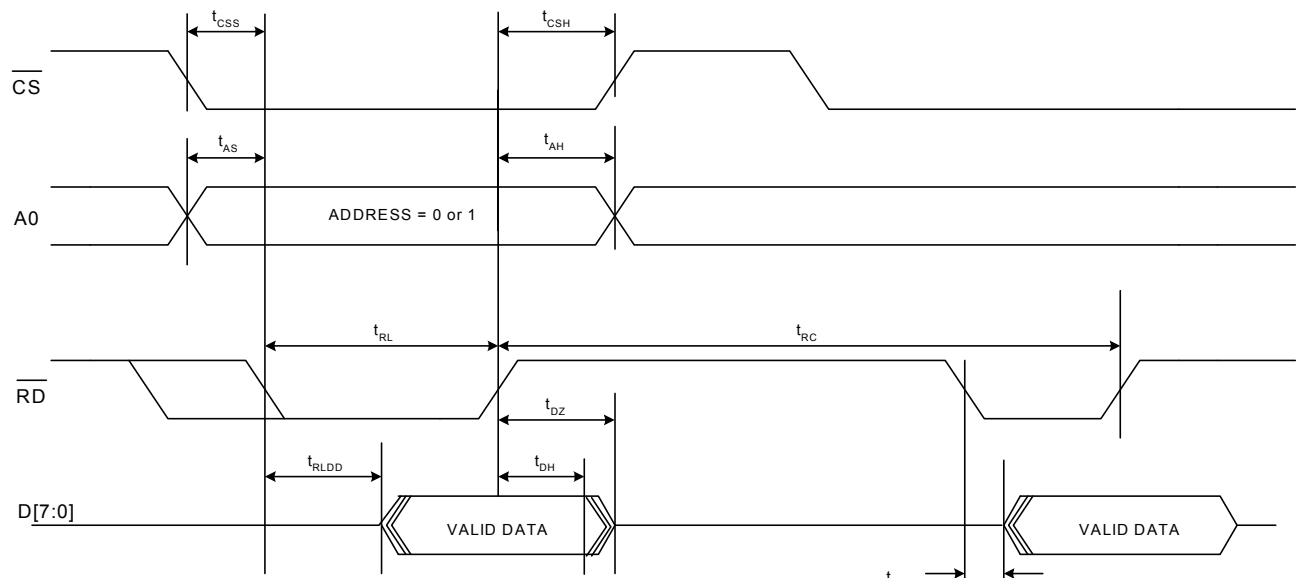 tCSS
tCSH
CS
tAS
tAH
A0
ADDRESS = 0 or 1
tRL
tRC
RD
tDZ
tRLDD
tDH
D[7:0]
VALID DATA
VALID DATA
t